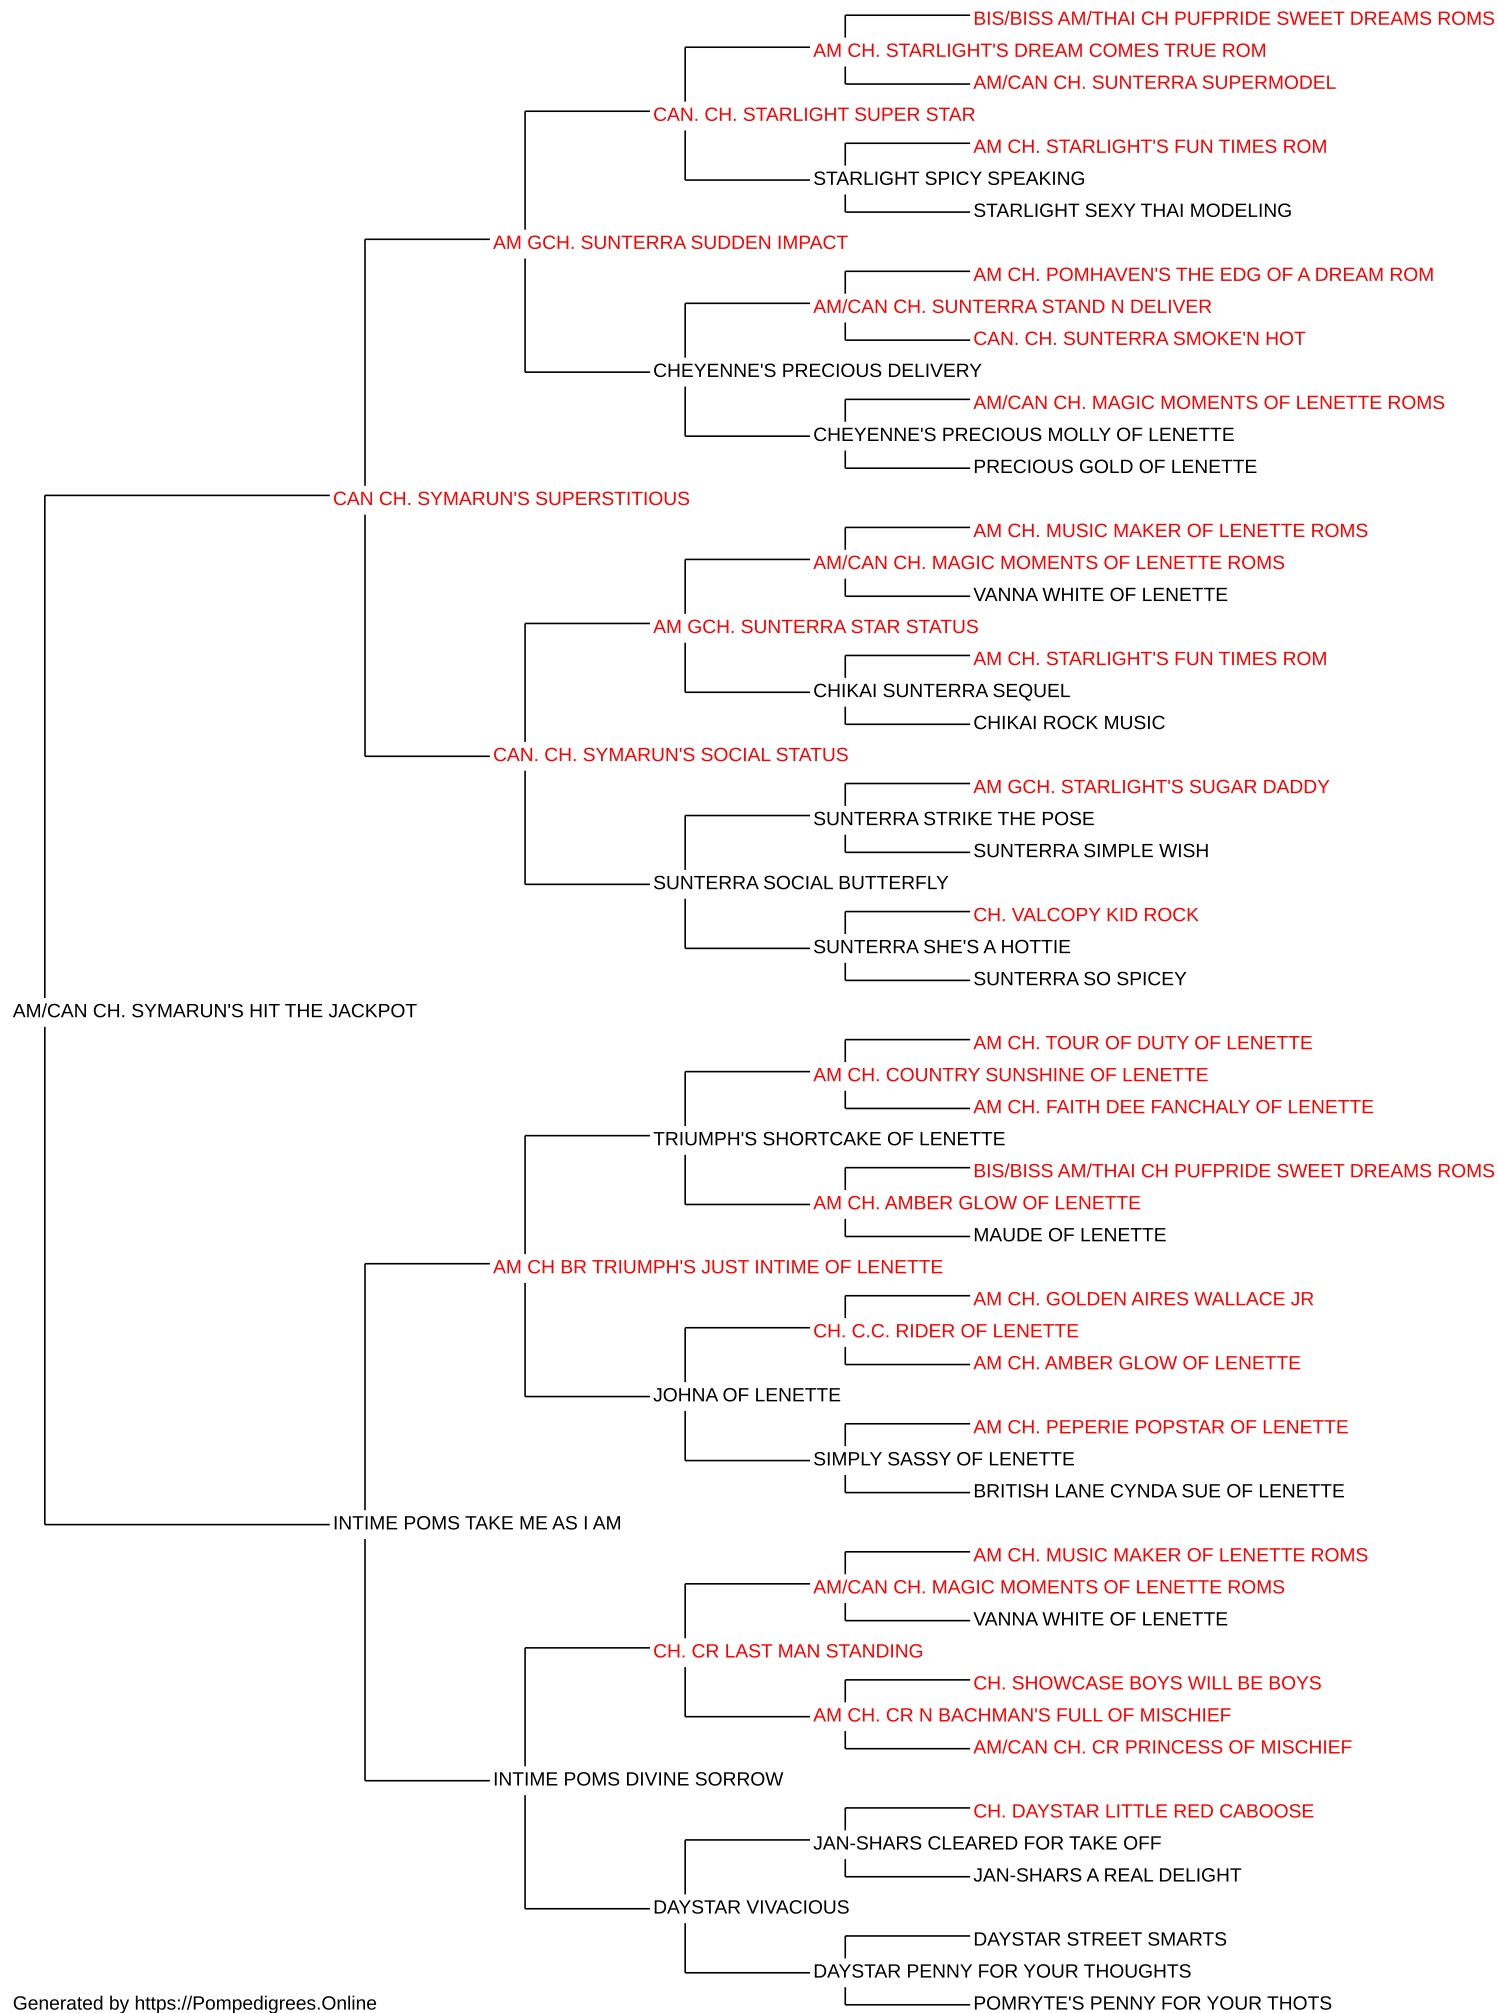 BIS/BISS AM/THAI CH PUFPRIDE SWEET DREAMS ROMS
AM CH. STARLIGHT'S DREAM COMES TRUE ROM
AM/CAN CH. SUNTERRA SUPERMODEL
CAN. CH. STARLIGHT SUPER STAR
AM CH. STARLIGHT'S FUN TIMES ROM
STARLIGHT SPICY SPEAKING
STARLIGHT SEXY THAI MODELING
AM GCH. SUNTERRA SUDDEN IMPACT
AM CH. POMHAVEN'S THE EDG OF A DREAM ROM
AM/CAN CH. SUNTERRA STAND N DELIVER
CAN. CH. SUNTERRA SMOKE'N HOT
CHEYENNE'S PRECIOUS DELIVERY
AM/CAN CH. MAGIC MOMENTS OF LENETTE ROMS
CHEYENNE'S PRECIOUS MOLLY OF LENETTE
PRECIOUS GOLD OF LENETTE
CAN CH. SYMARUN'S SUPERSTITIOUS
AM CH. MUSIC MAKER OF LENETTE ROMS
AM/CAN CH. MAGIC MOMENTS OF LENETTE ROMS
VANNA WHITE OF LENETTE
AM GCH. SUNTERRA STAR STATUS
AM CH. STARLIGHT'S FUN TIMES ROM
CHIKAI SUNTERRA SEQUEL
CHIKAI ROCK MUSIC
CAN. CH. SYMARUN'S SOCIAL STATUS
AM GCH. STARLIGHT'S SUGAR DADDY
SUNTERRA STRIKE THE POSE
SUNTERRA SIMPLE WISH
SUNTERRA SOCIAL BUTTERFLY
CH. VALCOPY KID ROCK
SUNTERRA SHE'S A HOTTIE
SUNTERRA SO SPICEY
AM/CAN CH. SYMARUN'S HIT THE JACKPOT
AM CH. TOUR OF DUTY OF LENETTE
AM CH. COUNTRY SUNSHINE OF LENETTE
AM CH. FAITH DEE FANCHALY OF LENETTE
TRIUMPH'S SHORTCAKE OF LENETTE
BIS/BISS AM/THAI CH PUFPRIDE SWEET DREAMS ROMS
AM CH. AMBER GLOW OF LENETTE
MAUDE OF LENETTE
AM CH BR TRIUMPH'S JUST INTIME OF LENETTE
AM CH. GOLDEN AIRES WALLACE JR
CH. C.C. RIDER OF LENETTE
AM CH. AMBER GLOW OF LENETTE
JOHNA OF LENETTE
AM CH. PEPERIE POPSTAR OF LENETTE
SIMPLY SASSY OF LENETTE
BRITISH LANE CYNDA SUE OF LENETTE
INTIME POMS TAKE ME AS I AM
AM CH. MUSIC MAKER OF LENETTE ROMS
AM/CAN CH. MAGIC MOMENTS OF LENETTE ROMS
VANNA WHITE OF LENETTE
CH. CR LAST MAN STANDING
CH. SHOWCASE BOYS WILL BE BOYS
AM CH. CR N BACHMAN'S FULL OF MISCHIEF
AM/CAN CH. CR PRINCESS OF MISCHIEF
INTIME POMS DIVINE SORROW
CH. DAYSTAR LITTLE RED CABOOSE
JAN-SHARS CLEARED FOR TAKE OFF
JAN-SHARS A REAL DELIGHT
DAYSTAR VIVACIOUS
DAYSTAR STREET SMARTS
DAYSTAR PENNY FOR YOUR THOUGHTS
POMRYTE'S PENNY FOR YOUR THOTS
Generated by https://Pompedigrees.Online